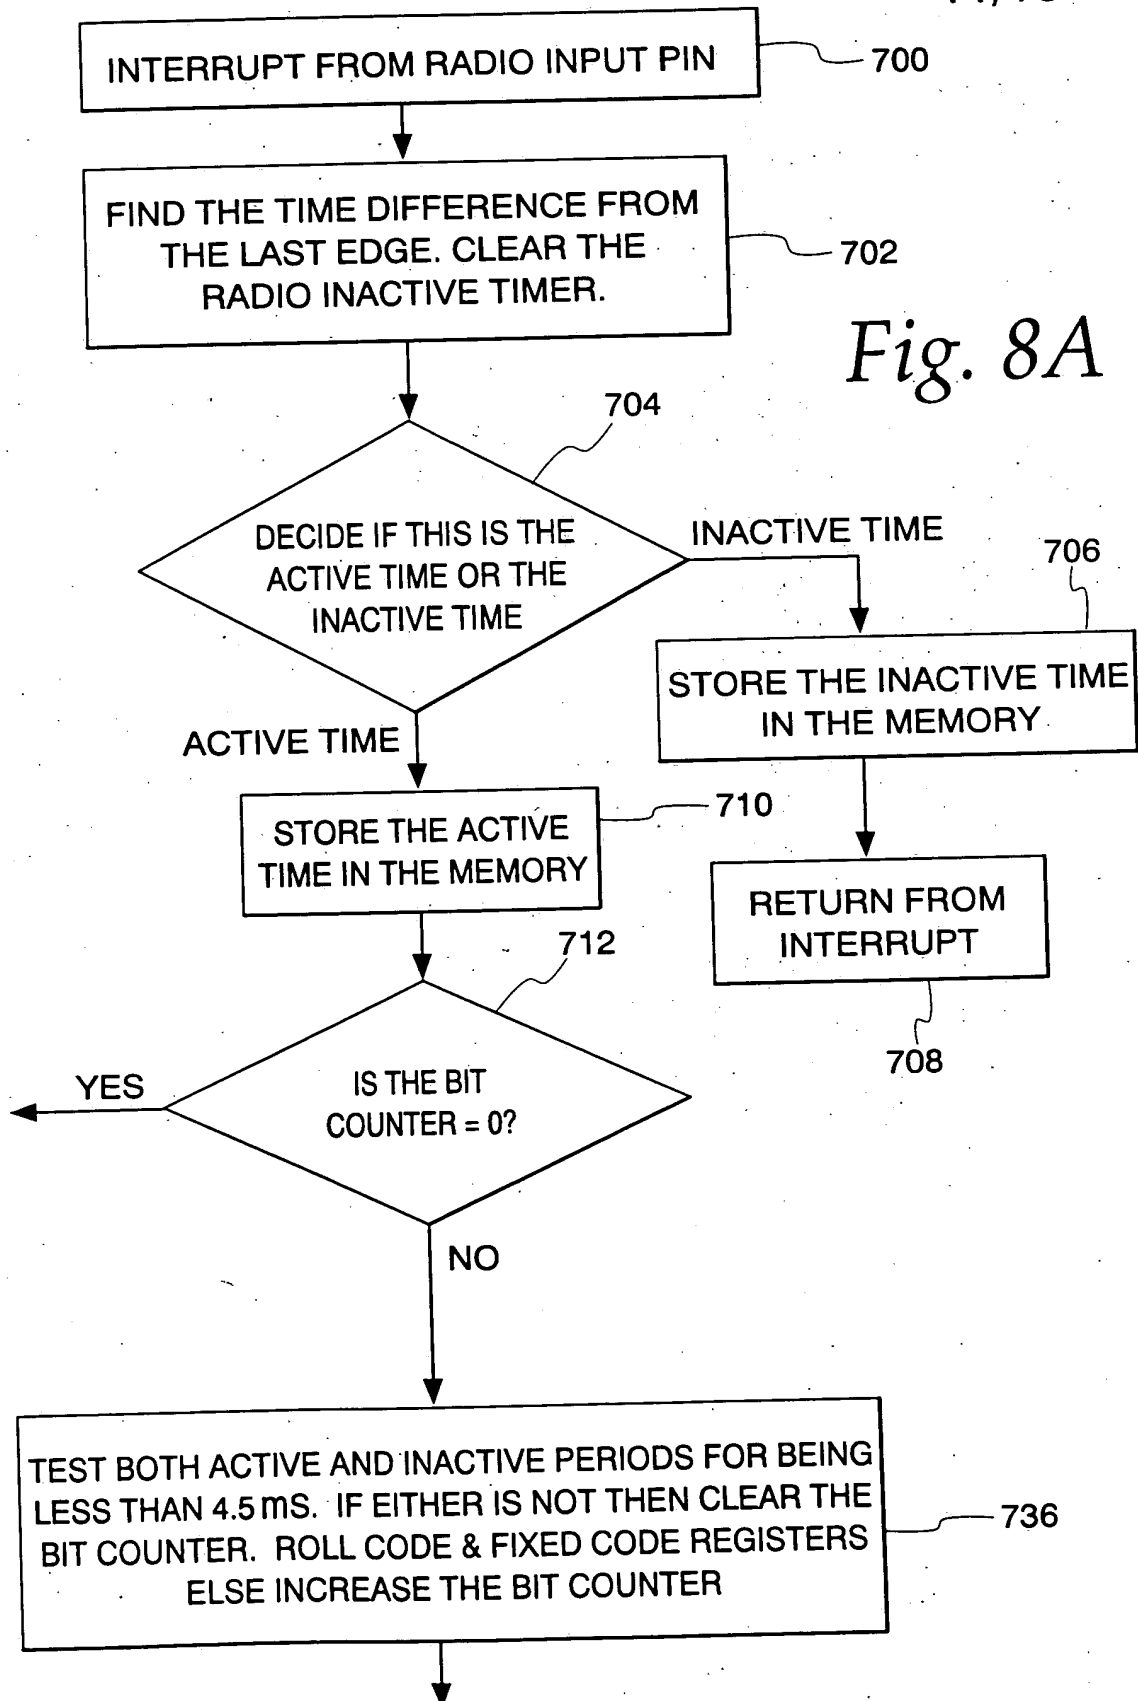 INTERRUPT FROM RADIO INPUT PIN
700
FIND THE TIME DIFFERENCE FROM
THE LAST EDGE. CLEAR THE
RADIO INACTIVE TIMER.
702
Fig. 8A
704
DECIDE IF THIS IS THE
ACTIVE TIME OR THE
INACTIVE TIME
INACTIVE TIME
706
STORE THE INACTIVE TIME
IN THE MEMORY
ACTIVE TIME
710
STORE THE ACTIVE
TIME IN THE MEMORY
RETURN FROM
INTERRUPT
708
712
YES
IS THE BIT
COUNTER = 0?
NO
TEST BOTH ACTIVE AND INACTIVE PERIODS FOR BEING
LESS THAN 4.5 mS. IF EITHER IS NOT THEN CLEAR THE
BIT COUNTER. ROLL CODE & FIXED CODE REGISTERS
ELSE INCREASE THE BIT COUNTER
736